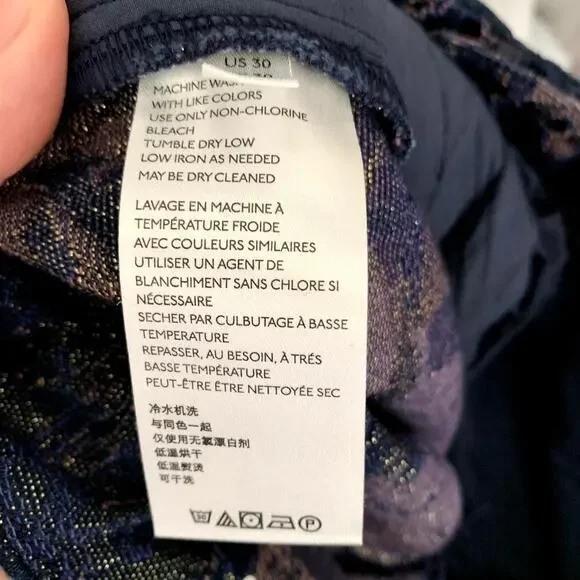 US 30
MACHINE WASH
WITH LIKE COLORS
USE ONLY NON-CHLORINE
BLEACH
TUMBLE DRY LOW
LOW IRON AS NEEDED
MAY BE DRY CLEANED
LAVAGE EN MACHINE À
TEMPÉRATURE FROIDE
AVEC COULEURS SIMILAIRES
UTILISER UN AGENT DE
BLANCHIMENT SANS CHLORE SI
NÉCESSAIRE
SECHER PAR CULBUTAGE À BASSE
TEMPERATURE
REPASSER, AU BESOIN, À TRÉS
BASSE TEMPÉRATURE
PEUT-ÊTRE ÊTRE NETTOYÉE SEC
冷水机洗
与同色一起
仅使用无氯漂白剂
低温烘干
低温熨烫
可干洗
P